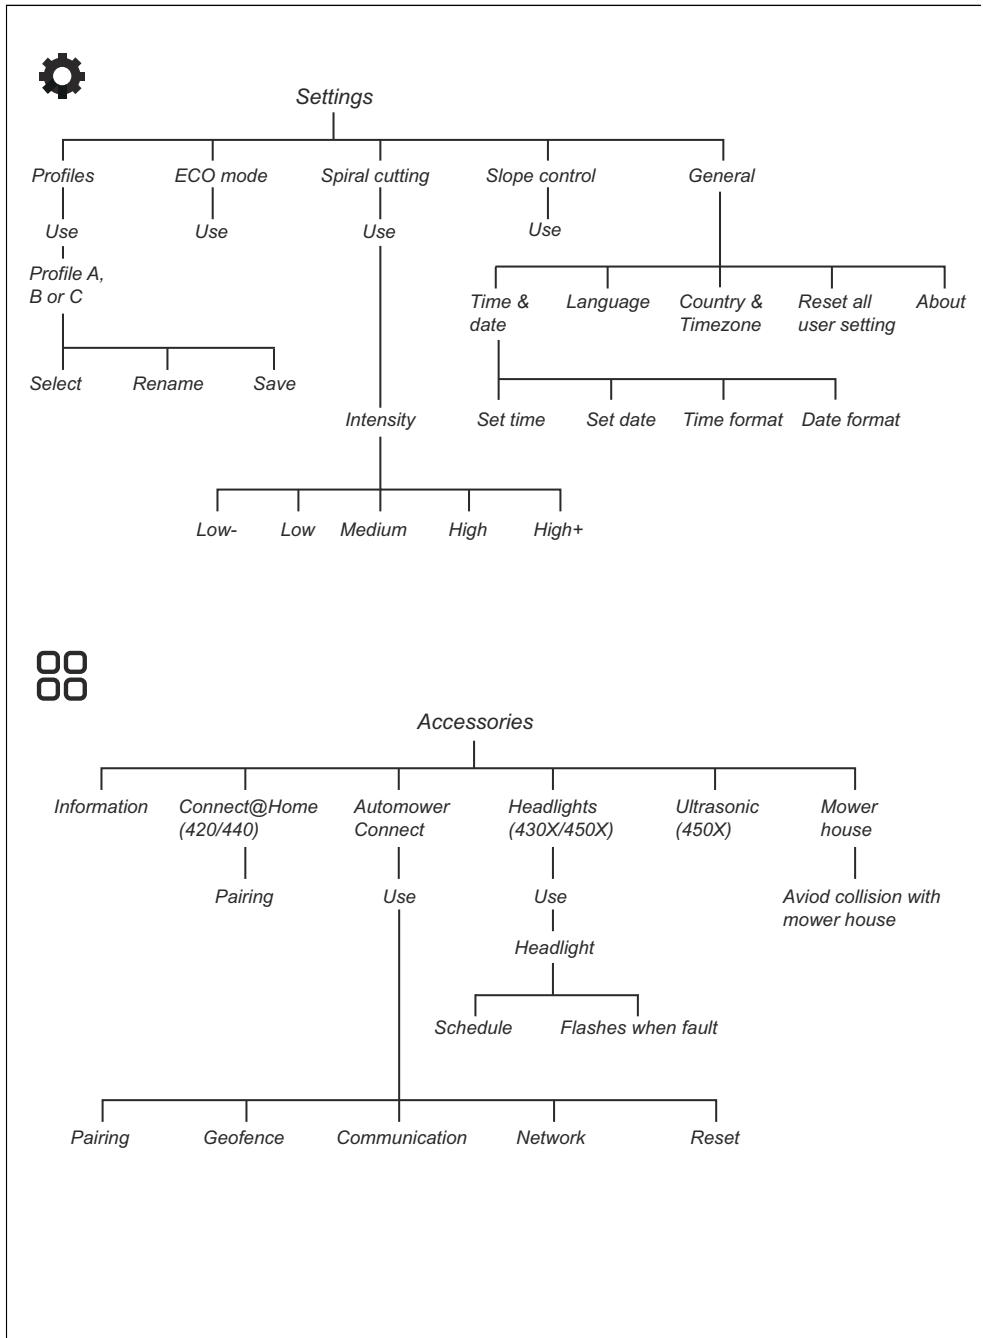 Settings
Profiles
ECO mode
Spiral cutting
Slope control
General
Use
Use
Use
Use
Profile A,
B or C
Time &
date
Language
Country &
Timezone
Reset all
user setting
About
Select
Rename
Save
Intensity
Set time
Set date
Time format
Date format
Low-
Low
Medium
High
High+
Accessories
Information
Connect@Home
(420/440)
Automower
Connect
Headlights
(430X/450X)
Ultrasonic
(450X)
Mower
house
Pairing
Use
Use
Aviod collision with
mower house
Headlight
Schedule
Flashes when fault
Pairing
Geofence
Communication
Network
Reset